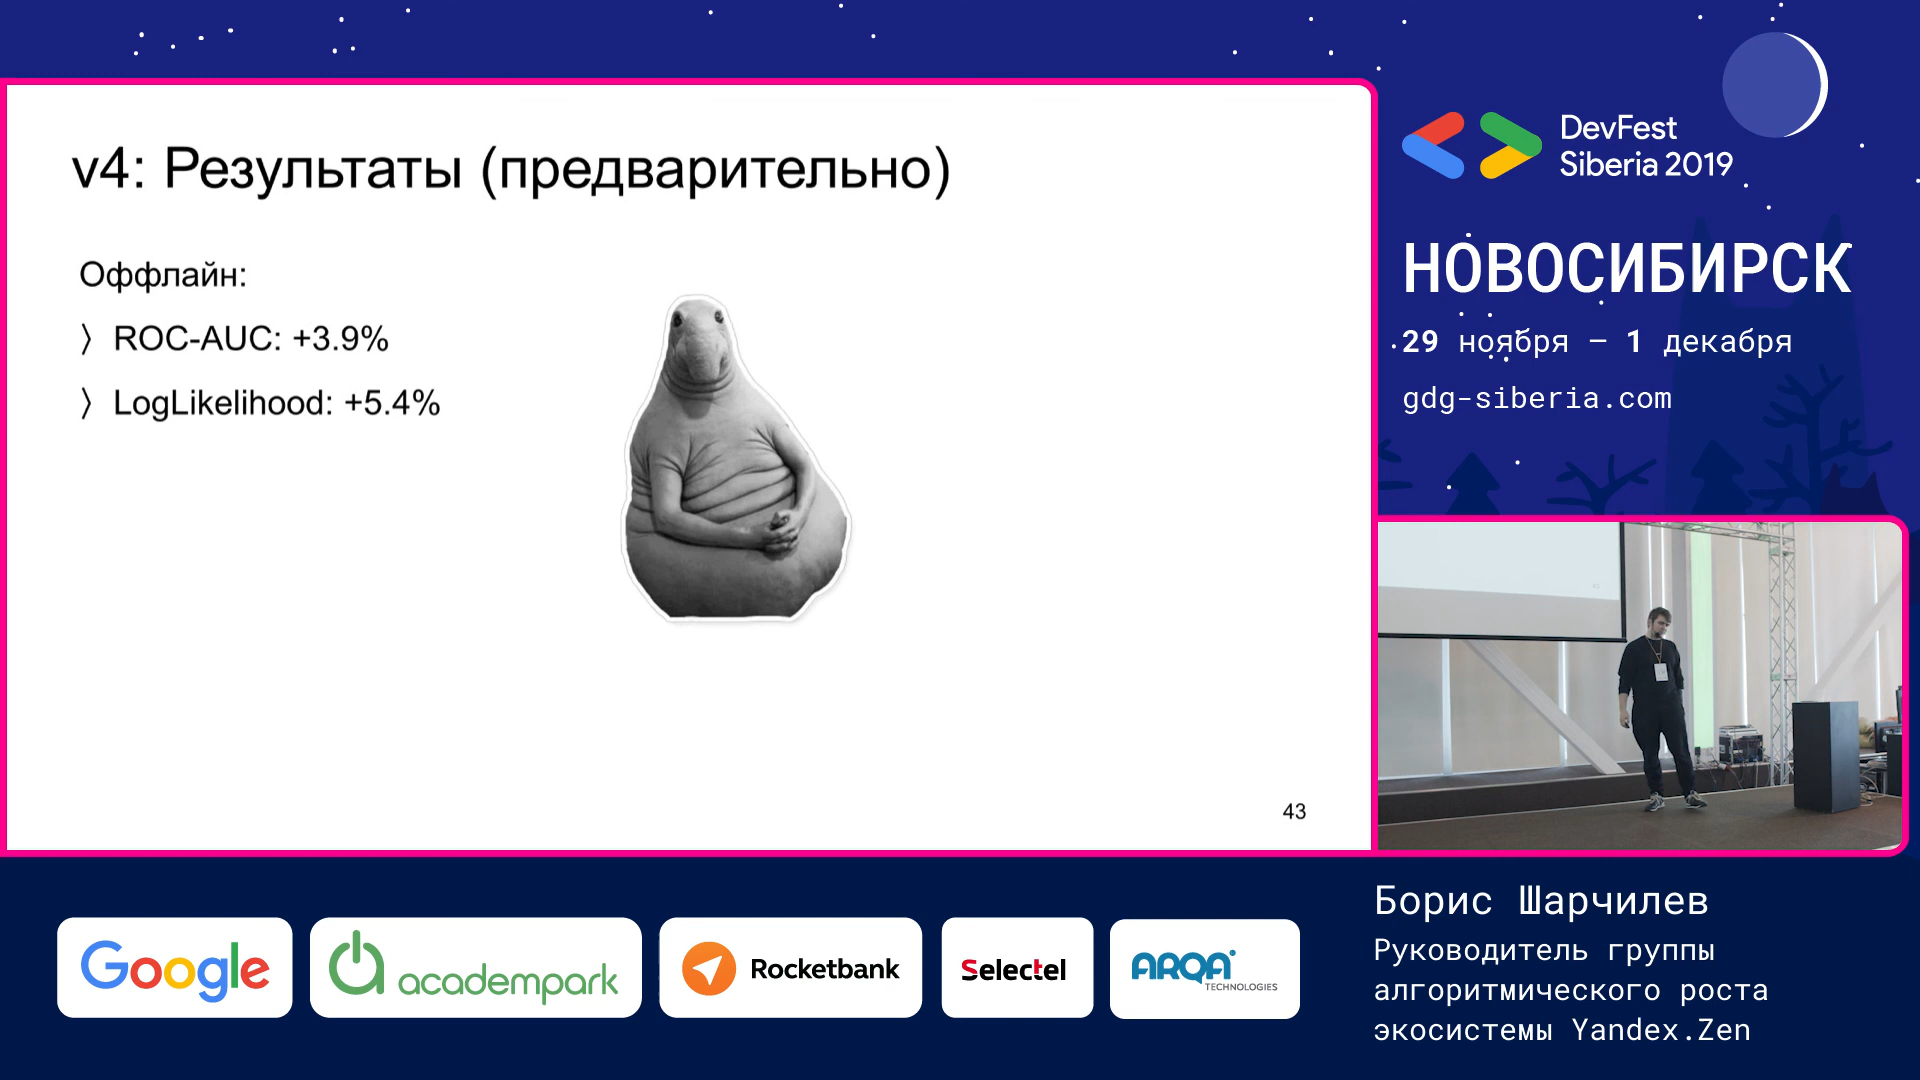 v4: Результаты (предварительно)
Оффлайн:
〉 ROC-AUC: +3.9%
〉 LogLikelihood: +5.4%
43
DevFest
Siberia 2019
НОВОСИБИРСК
29 ноября – 1 декабря
gdg-siberia.com
Google
academpark
Rocketbank
Selectel
ARQA
TECHNOLOGIES
Борис Шарчилев
Руководитель группы
алгоритмического роста
экосистемы Yandex.Zen